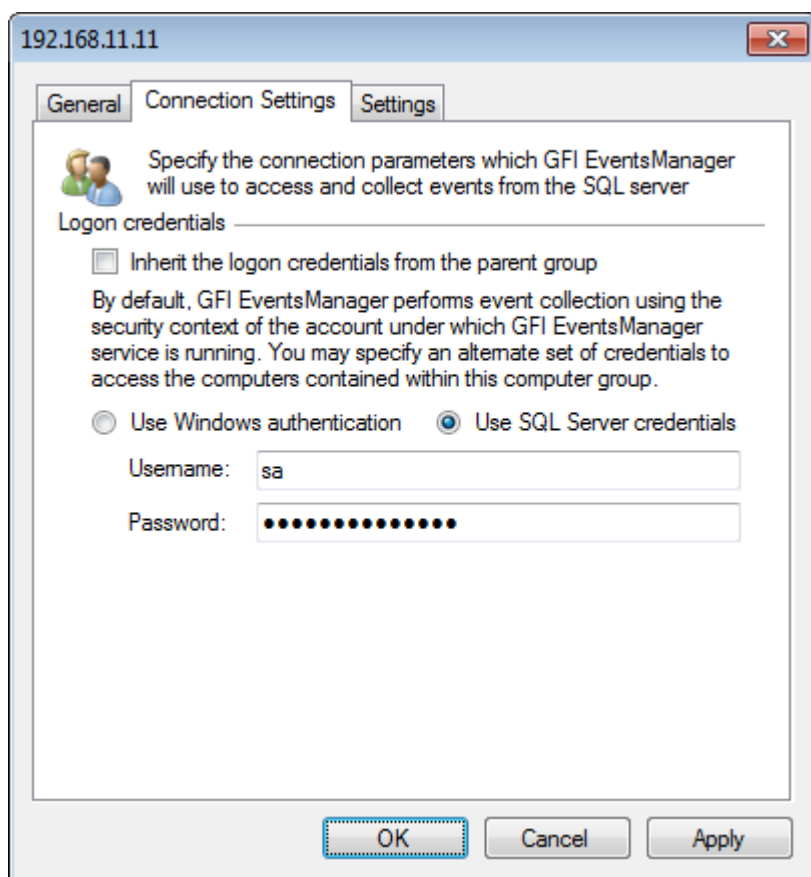 192.168.11.11
General Connection Settings Settings
Specify the connection parameters which GFI EventsManager
will use to access and collect events from the SQL server
Logon credentials
Inherit the logon credentials from the parent group
By default, GFI EventsManager performs event collection using the
security context of the account under which GFI EventsManager
service is running. You may specify an alternate set of credentials to
access the computers contained within this computer group.
Use Windows authentication Use SQL Server credentials
Username: sa
Password: ••••••••••••••
OK Cancel Apply